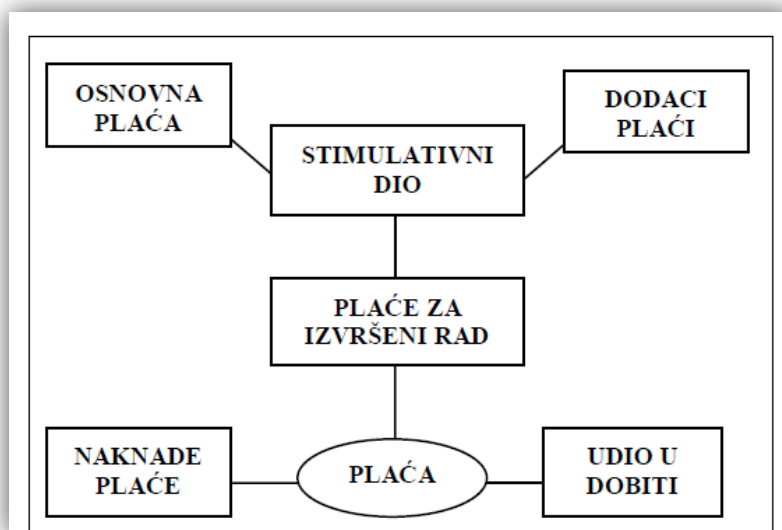 OSNOVNA
PLAĆA
DODACI
PLAĆI
STIMULATIVNI
DIO
PLAĆE ZA
IZVRŠENI RAD
NAKNADE
PLAĆE
PLAĆA
UDIO U
DOBITI